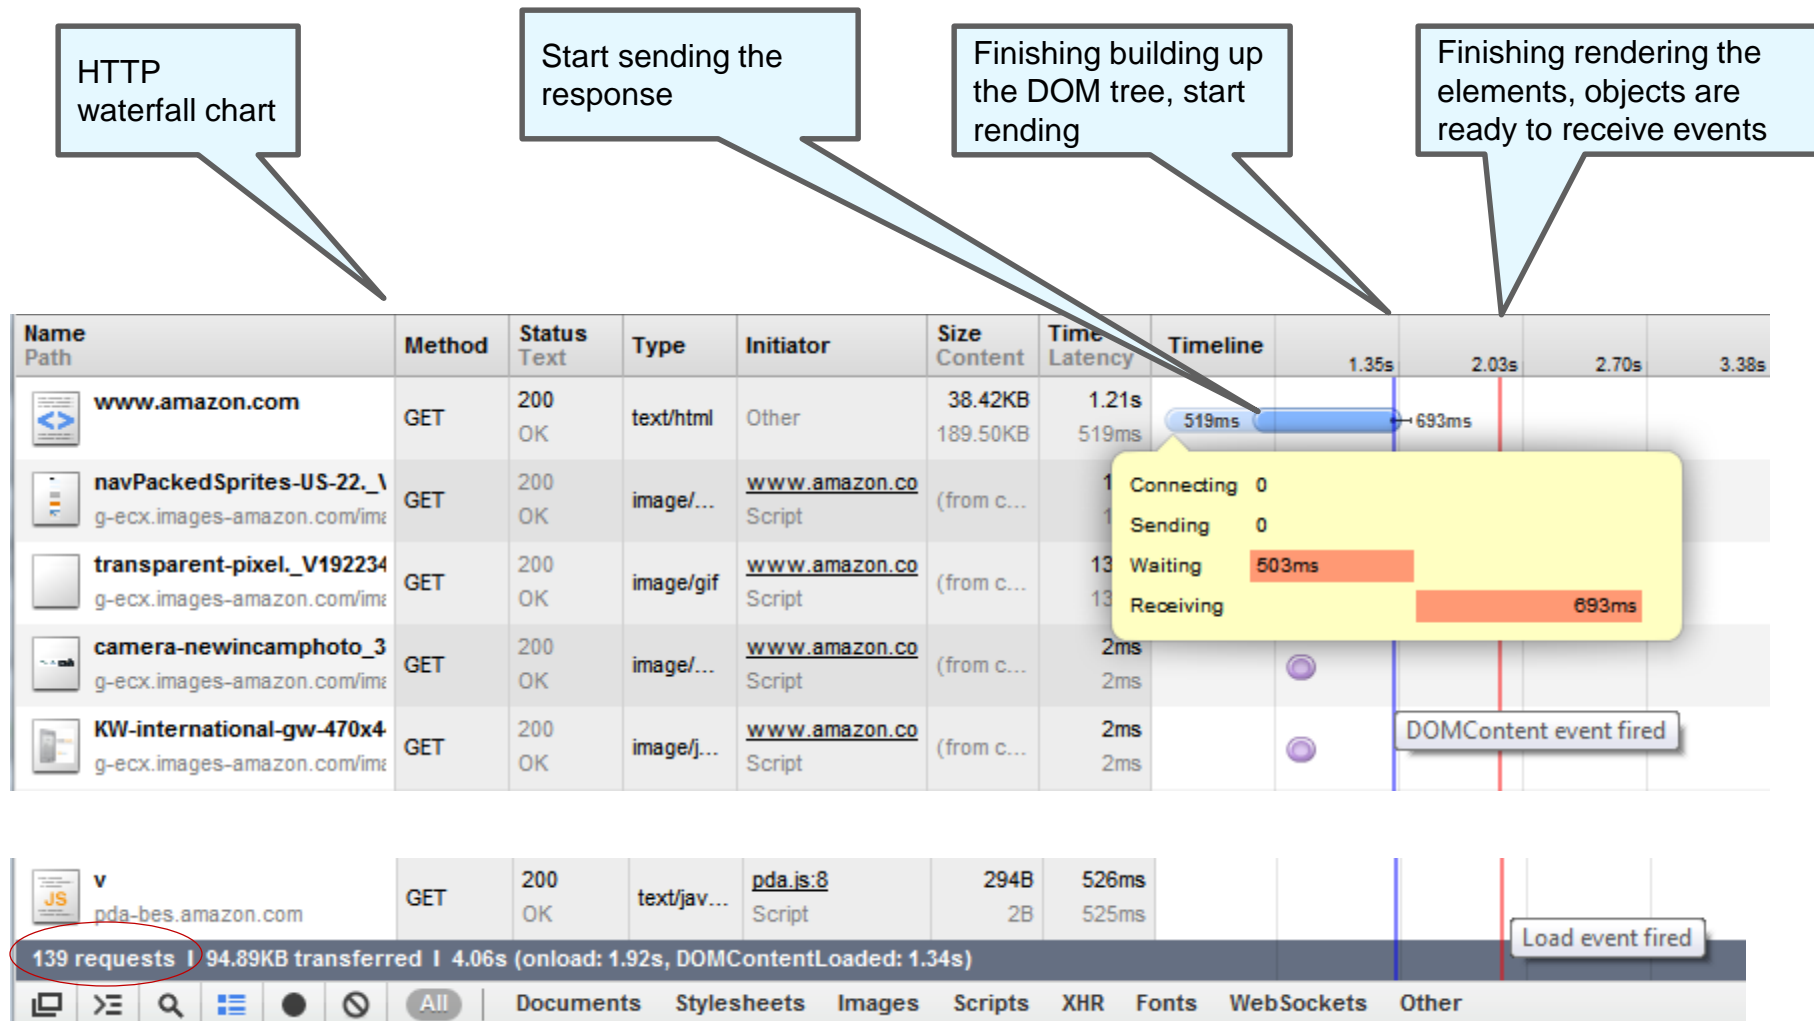 HTTP
waterfall chart
Start sending the
response
Finishing building up
the DOM tree, start
rending
Finishing rendering the
elements, objects are
ready to receive events
Name
Path
Method
Status
Text
Type
Initiator
Size
Content
Time
Latency
Timeline
1.35s
2.03s
2.70s
3.38s
www.amazon.com
GET
200
OK
text/html
Other
38.42KB
189.50KB
1.21s
519ms
519ms
693ms
navPackedSprites-US-22._
g-ecx.images-amazon.com/ima
GET
200
OK
image/...
www.amazon.co
Script
(from c...
Connecting 0
Sending 0
Waiting 503ms
Receiving 693ms
transparent-pixel._V192234
g-ecx.images-amazon.com/ima
GET
200
OK
image/gif
www.amazon.co
Script
(from c...
13
13
camera-newincamphoto_3
g-ecx.images-amazon.com/ima
GET
200
OK
image/...
www.amazon.co
Script
(from c...
2ms
2ms
KW-international-gw-470x4
g-ecx.images-amazon.com/ima
GET
200
OK
image/j...
www.amazon.co
Script
(from c...
2ms
2ms
DOMContent event fired
v
pda-bes.amazon.com
JS
GET
200
OK
text/jav...
pda.js:8
Script
294B
2B
526ms
525ms
Load event fired
139 requests I 94.89KB transferred I 4.06s (onload: 1.92s, DOMContentLoaded: 1.34s)
All Documents Stylesheets Images Scripts XHR Fonts WebSockets Other